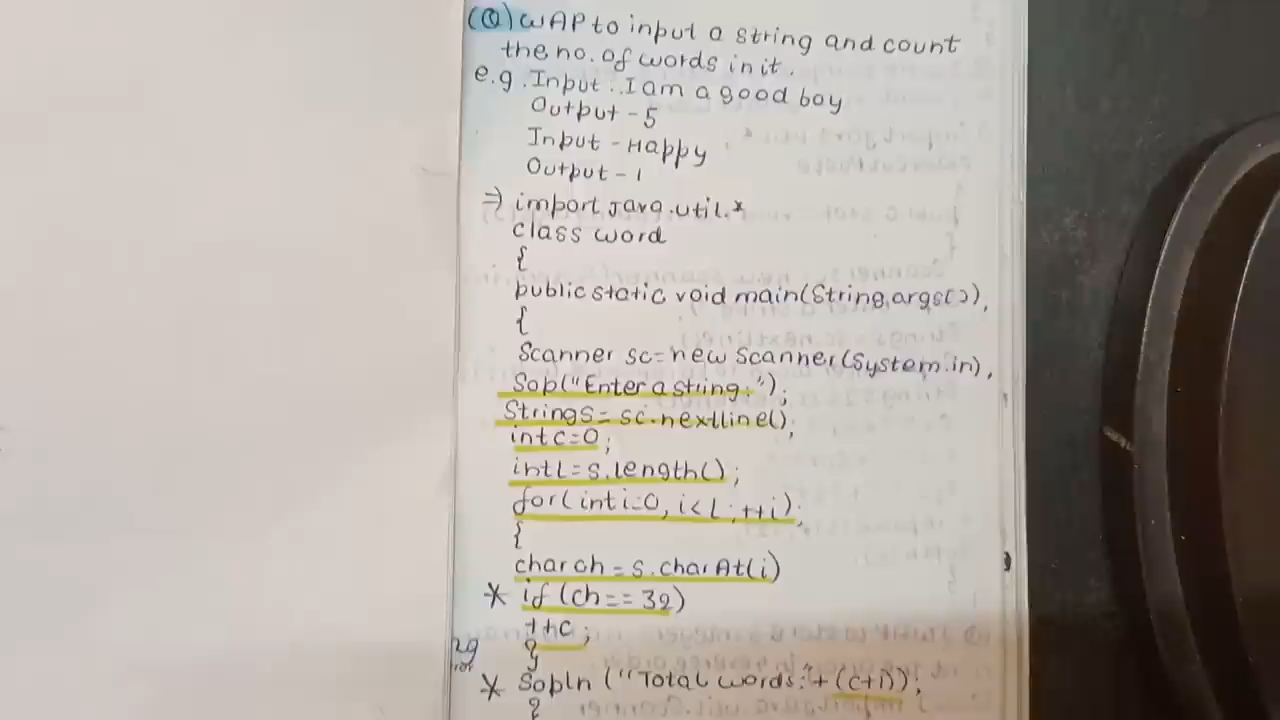 (Q) WAP to input a string and count
the no. of words in it.
e.g. Input: I am a good boy
Output - 5
Input - Happy
Output - 1
⇒ import Java.util.*
class word
{
public static void main(String args[]),
{
Scanner sc=new Scanner(System.in),
Sop("Enter a string:");
String s = sc.nextline();
int c=0;
int l=s.length();
for(int i=0, i<l; ++i);
{
char ch = s.charAt(i)
* if (ch == 32)
++c;
}
* Sopln ("Total words:"+(c+1));
}